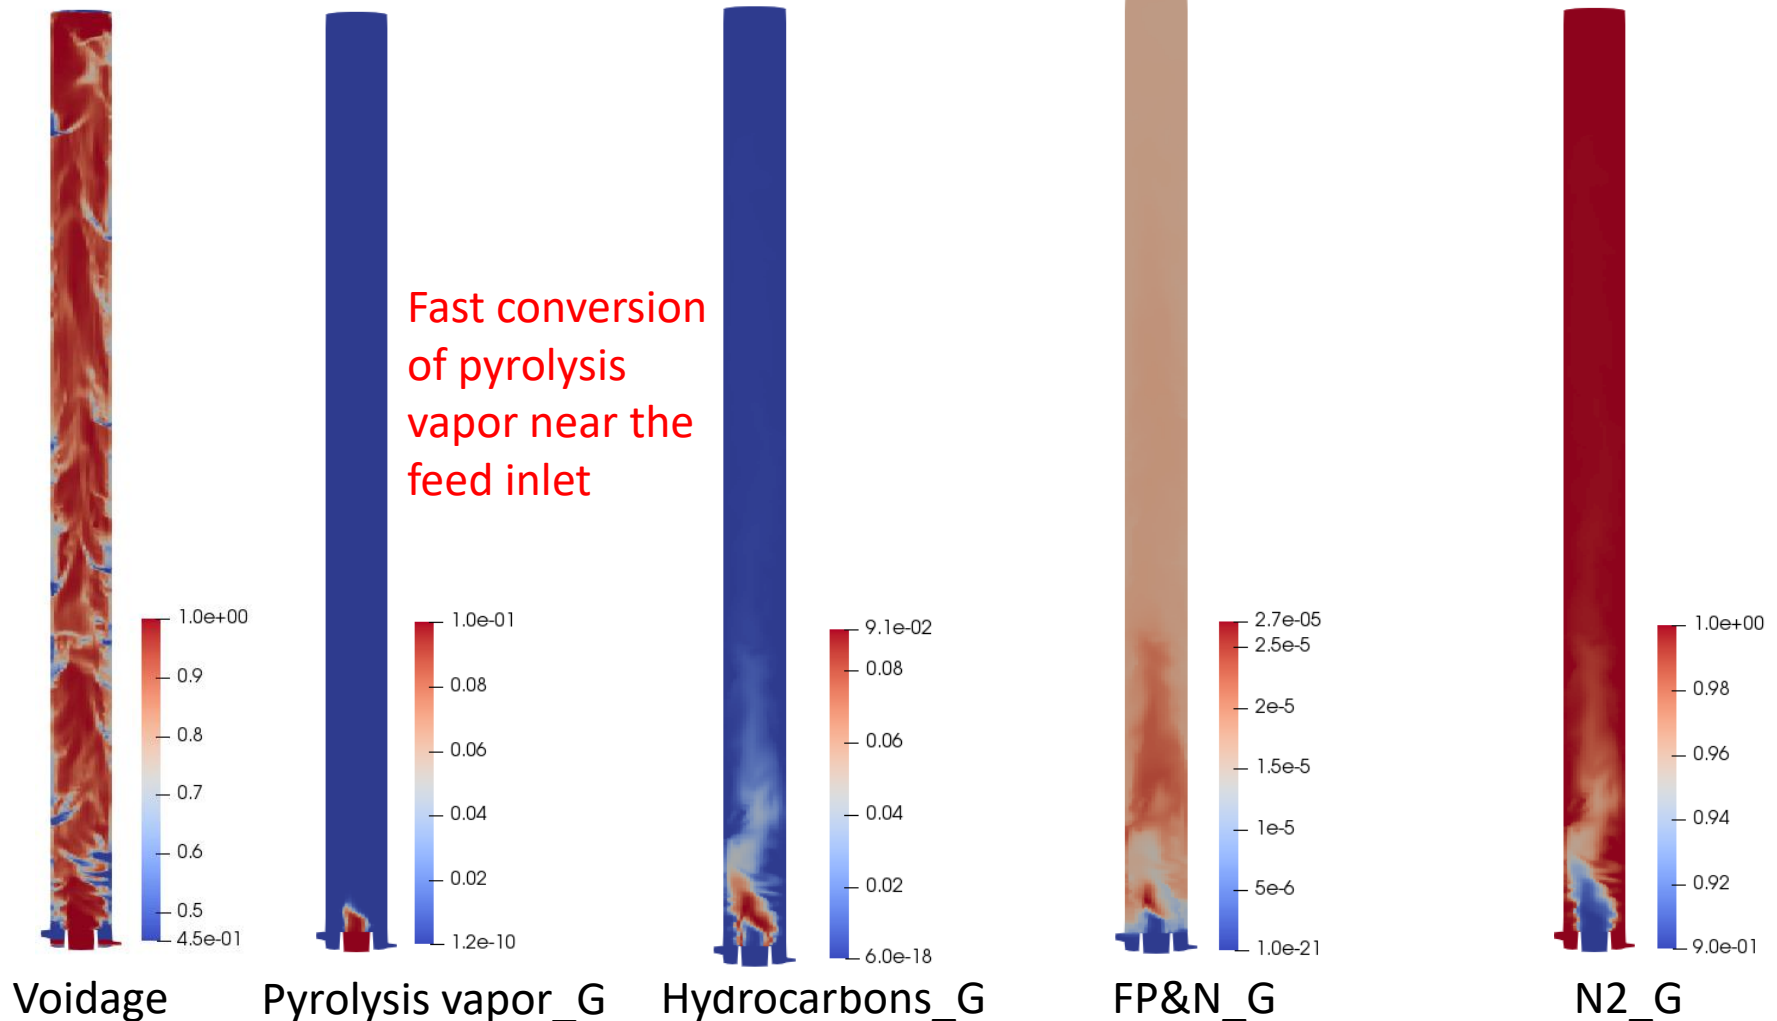 Fast conversion
of pyrolysis
vapor near the
feed inlet
1.0e+00
0.9
0.8
0.7
0.6
0.5
4.5e-01
1.0e-01
0.08
0.06
0.04
0.02
1.2e-10
9.1e-02
0.08
0.06
0.04
0.02
6.0e-18
2.7e-05
2.5e-5
2e-5
1.5e-5
1e-5
5e-6
1.0e-21
1.0e+00
0.98
0.96
0.94
0.92
9.0e-01
Voidage
Pyrolysis vapor_G
Hydrocarbons_G
FP&N_G
N2_G